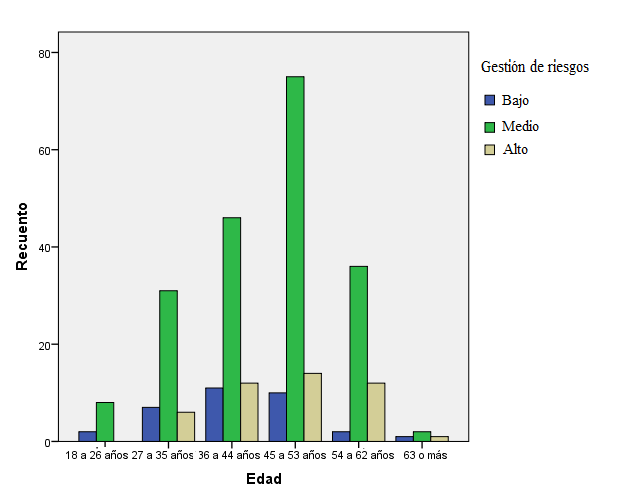 Gestión de riesgos
Bajo
Medio
Alto
Recuento
80
60
40
20
0
18 a 26 años 27 a 35 años 36 a 44 años 45 a 53 años 54 a 62 años 63 o más
Edad